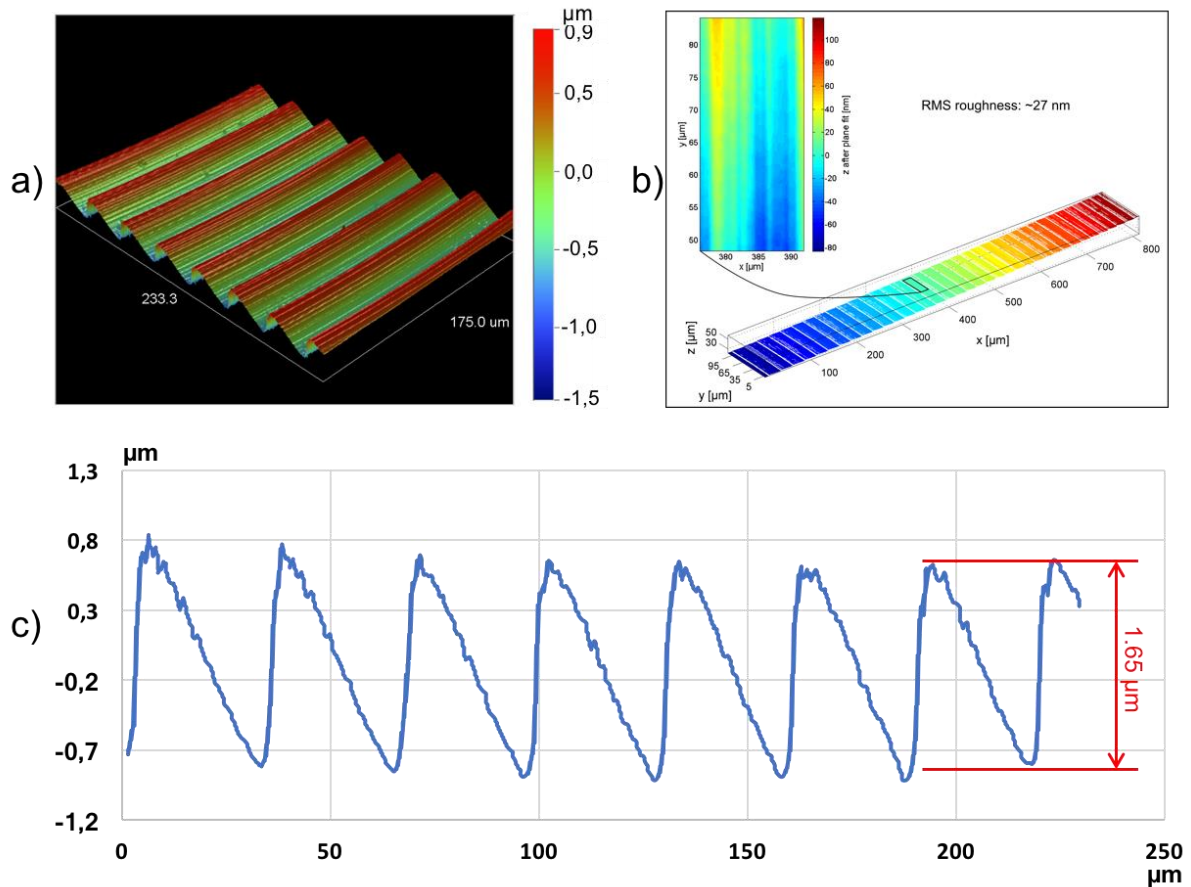 a)
µm
0,9
0,5
0,0
-0,5
-1,0
-1,5
233.3
175.0 um
b)
80
75
70
65
60
55
50
y [µm]
380 385 390
x [µm]
100
80
60
40
20
0
-20
-40
-60
-80
z after plane fit [nm]
RMS roughness: ~27 nm
50
30
z [µm]
95
65
35
5
y [µm]
100
200
300
400
500
600
700
800
x [µm]
c)
µm
1,3
0,8
0,3
-0,2
-0,7
-1,2
0 50 100 150 200 250
µm
1.65 µm